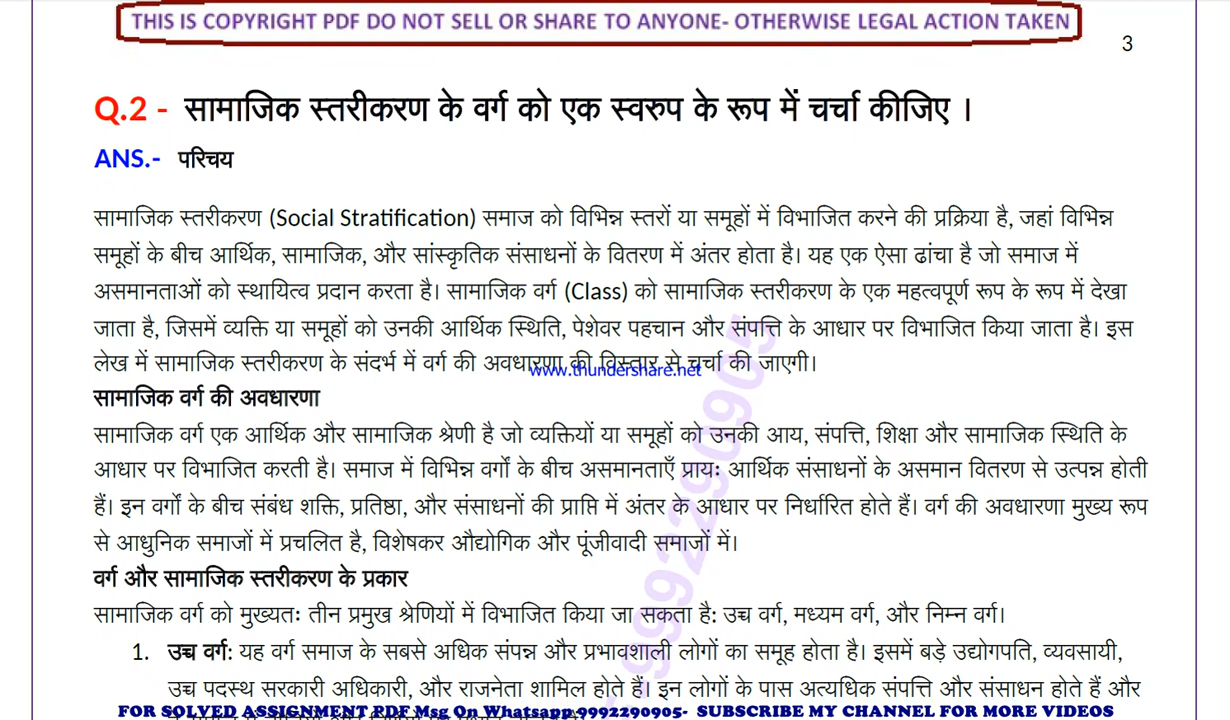 THIS IS COPYRIGHT PDF DO NOT SELL OR SHARE TO ANYONE- OTHERWISE LEGAL ACTION TAKEN
3
Q.2 - सामाजिक स्तरीकरण के वर्ग को एक स्वरुप के रूप में चर्चा कीजिए ।
ANS.- परिचय
सामाजिक स्तरीकरण (Social Stratification) समाज को विभिन्न स्तरों या समूहों में विभाजित करने की प्रक्रिया है, जहां विभिन्न
समूहों के बीच आर्थिक, सामाजिक, और सांस्कृतिक संसाधनों के वितरण में अंतर होता है। यह एक ऐसा ढांचा है जो समाज में
असमानताओं को स्थायित्व प्रदान करता है। सामाजिक वर्ग (Class) को सामाजिक स्तरीकरण के एक महत्वपूर्ण रूप के रूप में देखा
जाता है, जिसमें व्यक्ति या समूहों को उनकी आर्थिक स्थिति, पेशेवर पहचान और संपत्ति के आधार पर विभाजित किया जाता है। इस
लेख में सामाजिक स्तरीकरण के संदर्भ में वर्ग की अवधारणा की विस्तार से चर्चा की जाएगी।
www.thundershare.net
सामाजिक वर्ग की अवधारणा
सामाजिक वर्ग एक आर्थिक और सामाजिक श्रेणी है जो व्यक्तियों या समूहों को उनकी आय, संपत्ति, शिक्षा और सामाजिक स्थिति के
आधार पर विभाजित करती है। समाज में विभिन्न वर्गों के बीच असमानताएँ प्रायः आर्थिक संसाधनों के असमान वितरण से उत्पन्न होती
हैं। इन वर्गों के बीच संबंध शक्ति, प्रतिष्ठा, और संसाधनों की प्राप्ति में अंतर के आधार पर निर्धारित होते हैं। वर्ग की अवधारणा मुख्य रूप
से आधुनिक समाजों में प्रचलित है, विशेषकर औद्योगिक और पूंजीवादी समाजों में।
वर्ग और सामाजिक स्तरीकरण के प्रकार
सामाजिक वर्ग को मुख्यतः तीन प्रमुख श्रेणियों में विभाजित किया जा सकता है: उच्च वर्ग, मध्यम वर्ग, और निम्न वर्ग।
1. उच्च वर्ग: यह वर्ग समाज के सबसे अधिक संपन्न और प्रभावशाली लोगों का समूह होता है। इसमें बड़े उद्योगपति, व्यवसायी,
उच्च पदस्थ सरकारी अधिकारी, और राजनेता शामिल होते हैं। इन लोगों के पास अत्यधिक संपत्ति और संसाधन होते हैं और
FOR SOLVED ASSIGNMENT PDF Msg On Whatsapp 9992290905- SUBSCRIBE MY CHANNEL FOR MORE VIDEOS
-9992290905